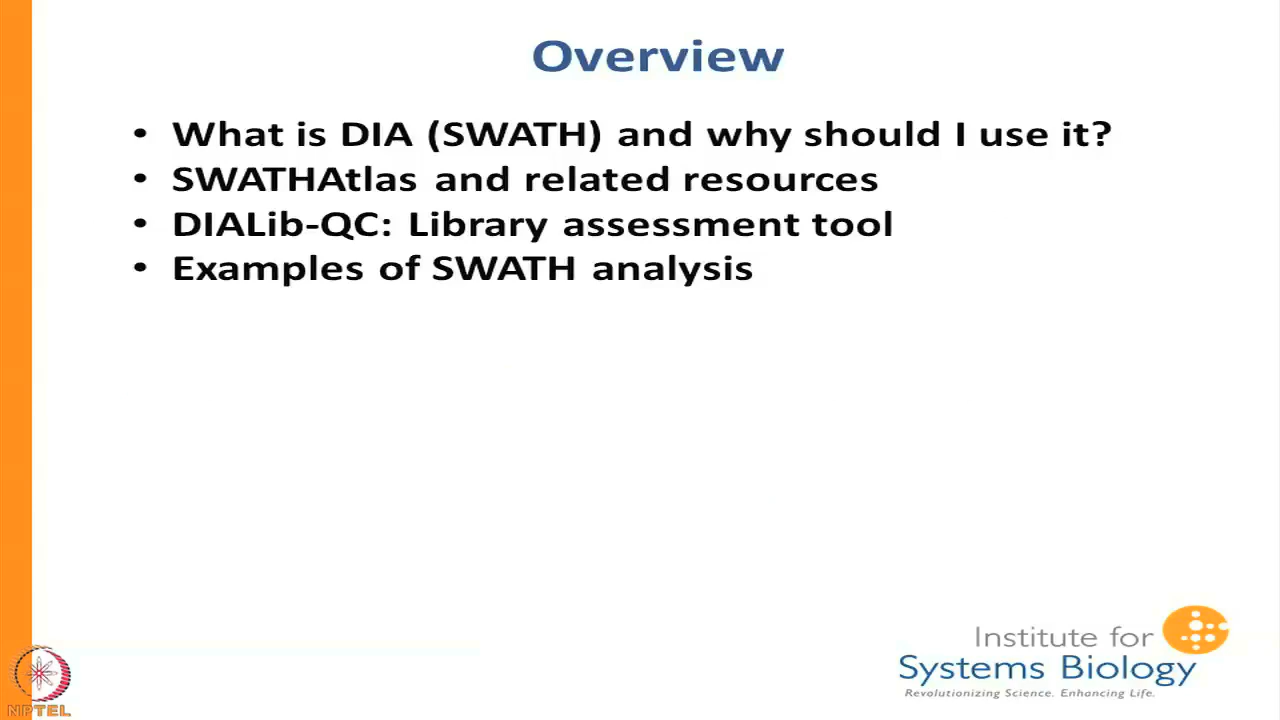 Overview
• What is DIA (SWATH) and why should I use it?
• SWATHAtlas and related resources
• DIALib-QC: Library assessment tool
• Examples of SWATH analysis
Institute for
Systems Biology
Revolutionizing Science. Enhancing Life.
NPTEL